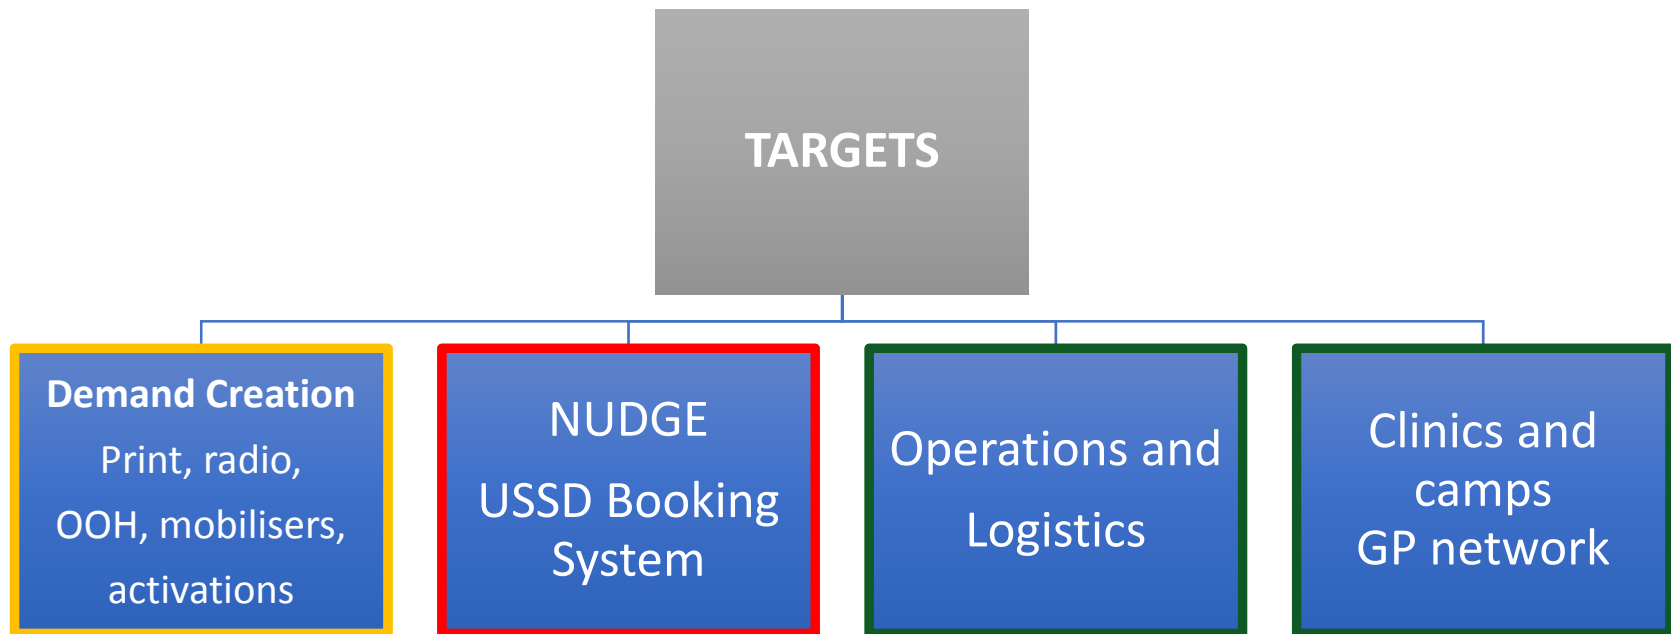 TARGETS
Demand Creation
Print, radio,
OOH, mobilisers,
activations
NUDGE
USSD Booking
System
Operations and
Logistics
Clinics and
camps
GP network